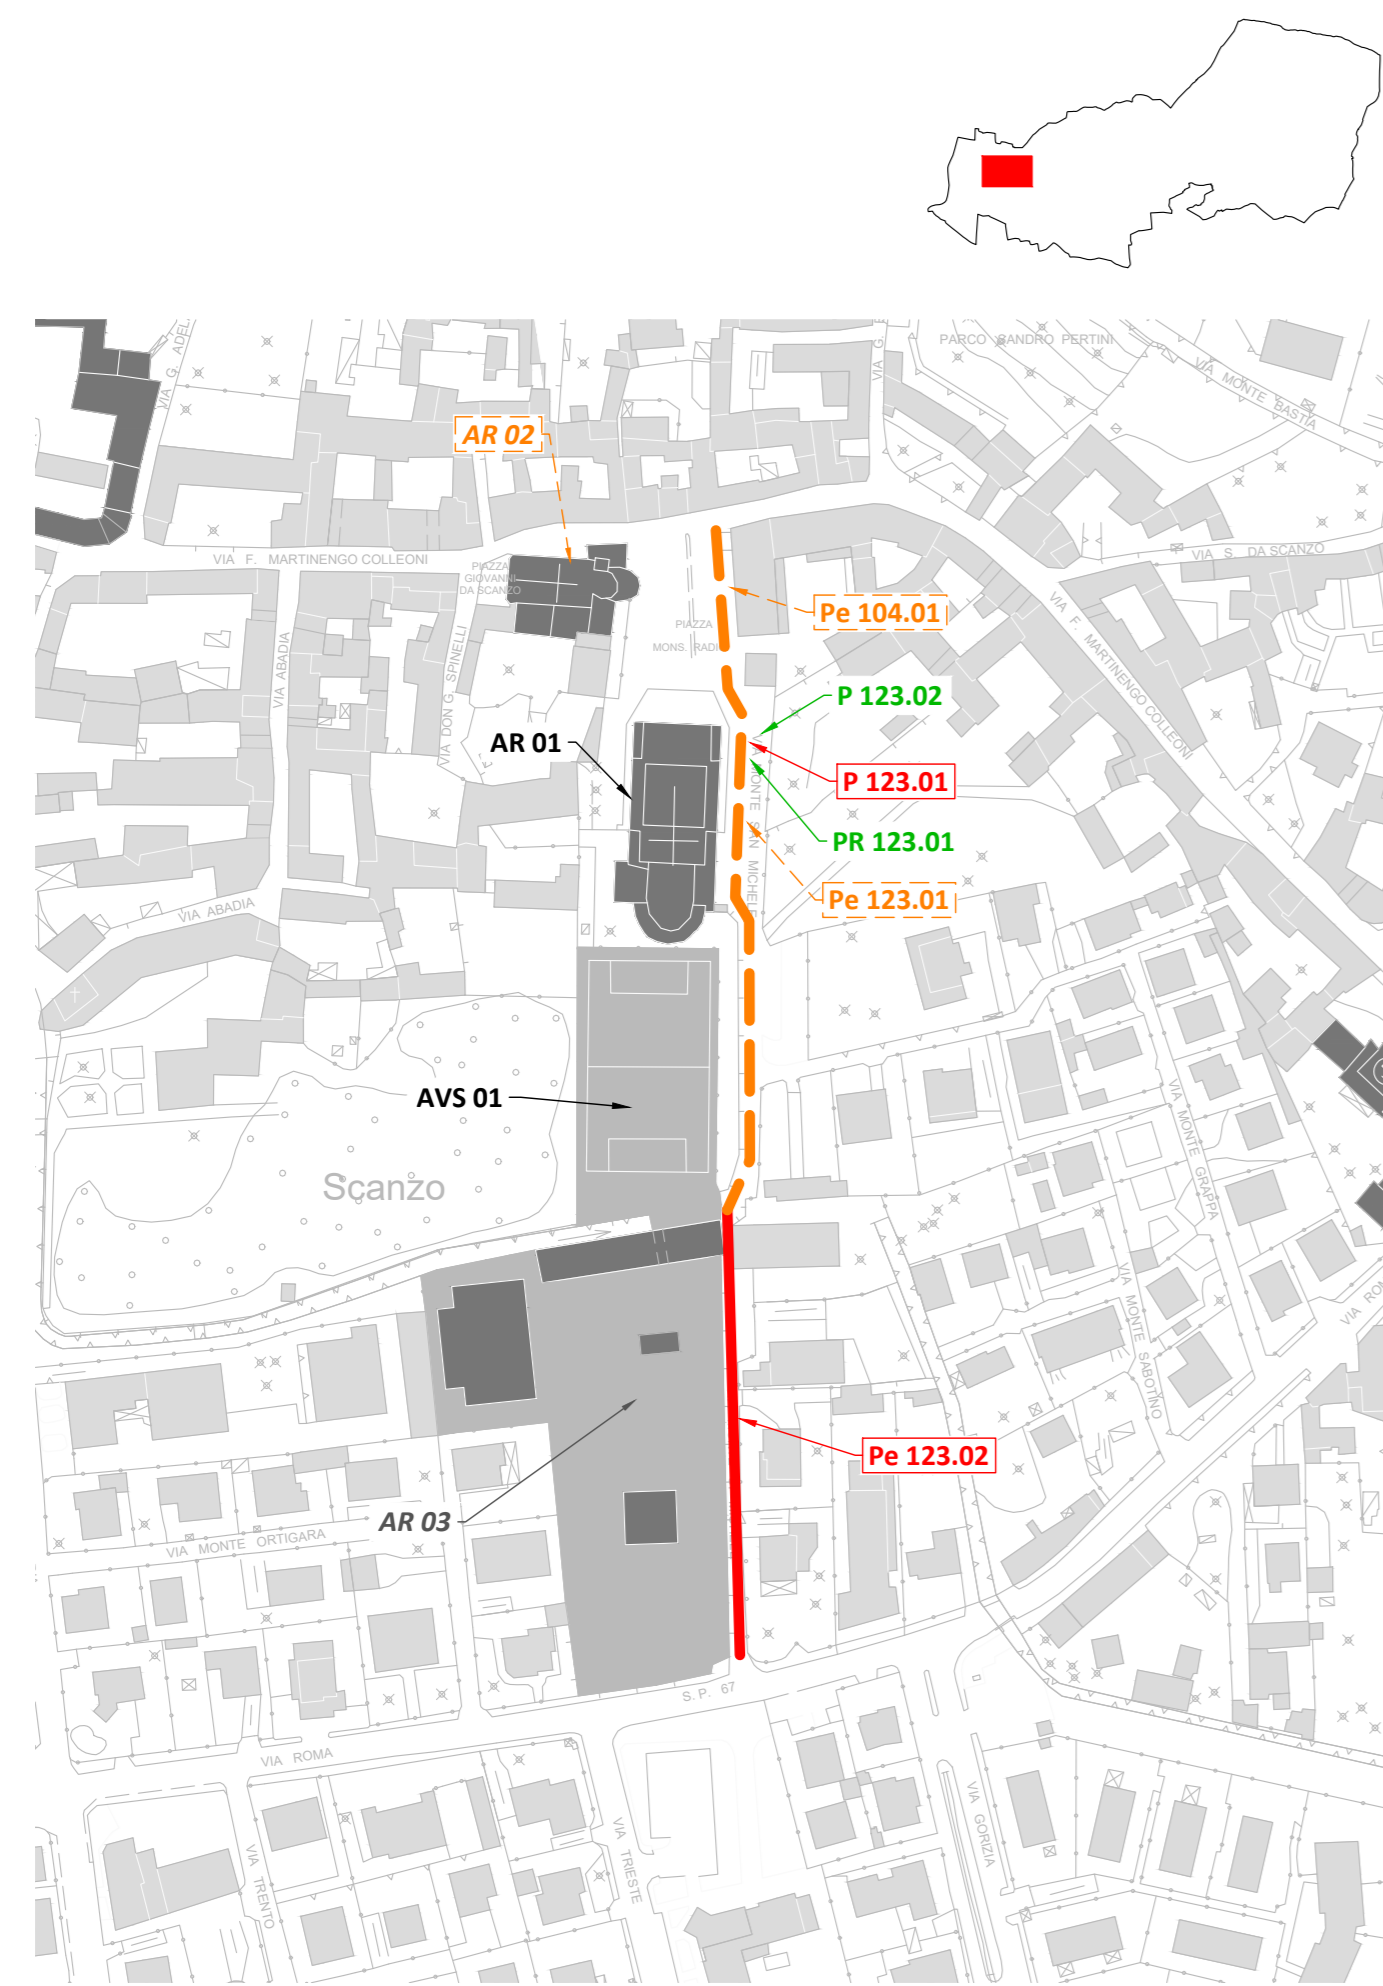 PARCO SANDRO PERTINI
VIA MONTE BASTIA
AR 02
VIA F. MARTINENGO COLLEONI
PIAZZA
GIOVANNI
DA SCANZO
VIA S. DA SCANZO
Pe 104.01
PIAZZA
MONS. RADI
VIA ABADIA
VIA DON G. SPINELLI
VIA F. MARTINENGO COLLEONI
P 123.02
AR 01
P 123.01
VIA MONTE SAN MICHELE
PR 123.01
Pe 123.01
VIA ABADIA
AVS 01
VIA MONTE GRAPPA
Scanzo
VIA MONTE SABOTINO
Pe 123.02
AR 03
VIA MONTE ORTIGARA
S.P. 67
VIA ROMA
VIA TRENTO
VIA TRIESTE
VIA GORIZIA